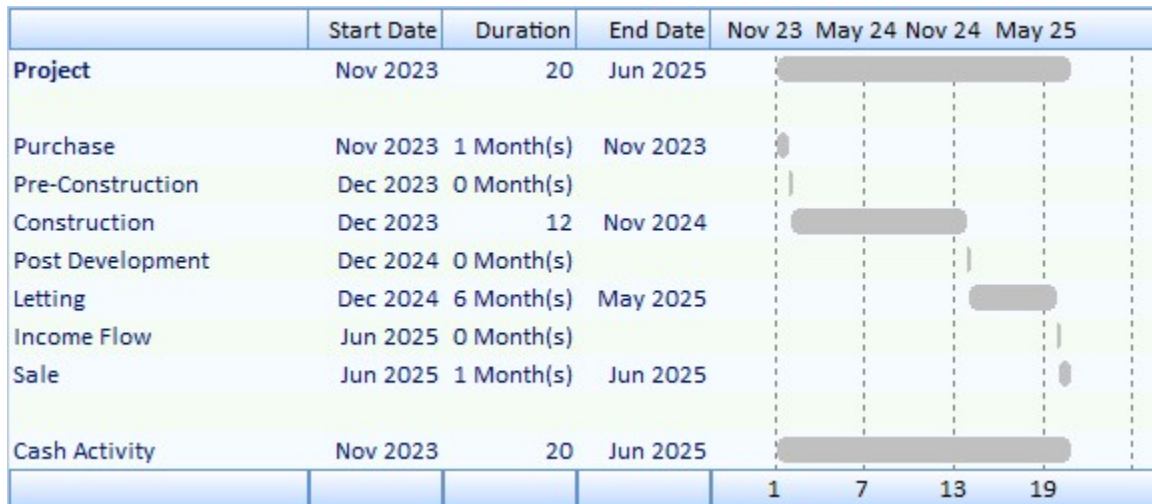 Start Date Duration End Date Nov 23 May 24 Nov 24 May 25
Project Nov 2023 20 Jun 2025
Purchase Nov 2023 1 Month(s) Nov 2023
Pre-Construction Dec 2023 0 Month(s)
Construction Dec 2023 12 Nov 2024
Post Development Dec 2024 0 Month(s)
Letting Dec 2024 6 Month(s) May 2025
Income Flow Jun 2025 0 Month(s)
Sale Jun 2025 1 Month(s) Jun 2025
Cash Activity Nov 2023 20 Jun 2025
1 7 13 19